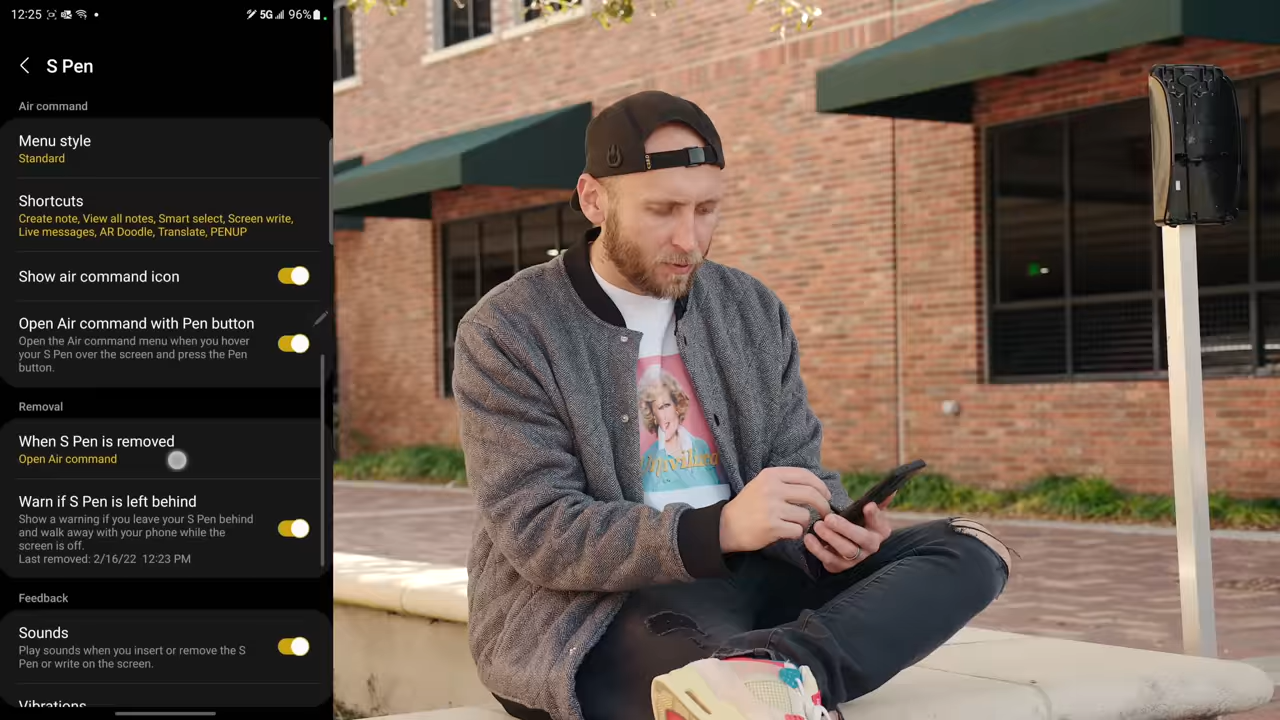 12:25
5G 96%
S Pen
Air command
Menu style
Standard
Shortcuts
Create note, View all notes, Smart select, Screen write,
Live messages, AR Doodle, Translate, PENUP
Show air command icon
Open Air command with Pen button
Open the Air command menu when you hover
your S Pen over the screen and press the Pen
button.
Removal
When S Pen is removed
Open Air command
Warn if S Pen is left behind
Show a warning if you leave your S Pen behind
and walk away with your phone while the
screen is off.
Last removed: 2/16/22 12:23 PM
Feedback
Sounds
Play sounds when you insert or remove the S
Pen or write on the screen.
Vibrations